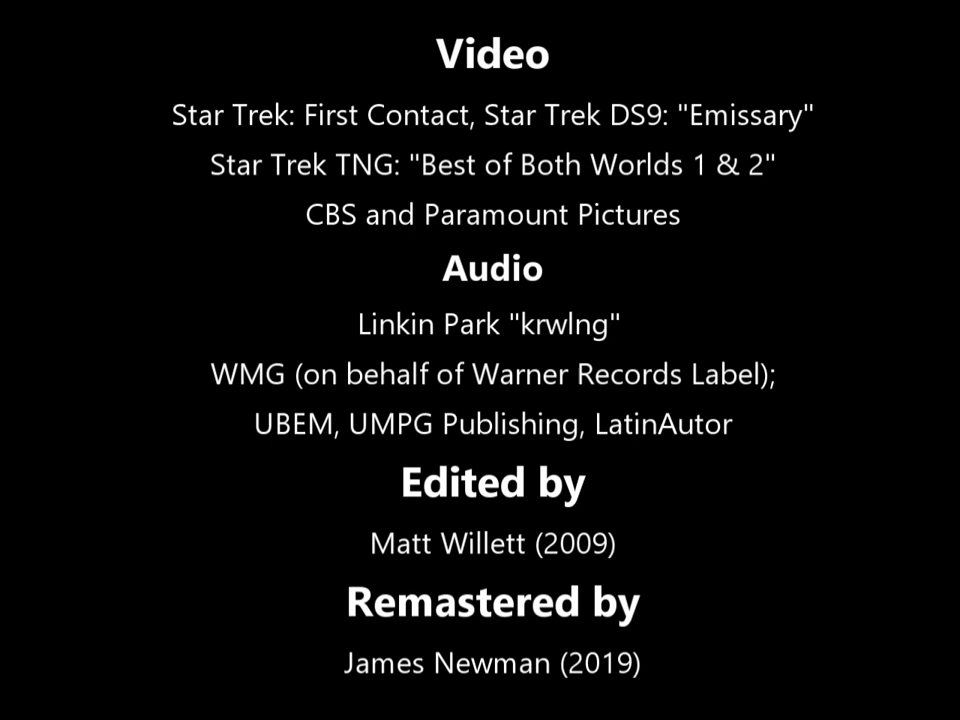 Video
Star Trek: First Contact, Star Trek DS9: "Emissary"
Star Trek TNG: "Best of Both Worlds 1 & 2"
CBS and Paramount Pictures
Audio
Linkin Park "krwlng"
WMG (on behalf of Warner Records Label);
UBEM, UMPG Publishing, LatinAutor
Edited by
Matt Willett (2009)
Remastered by
James Newman (2019)